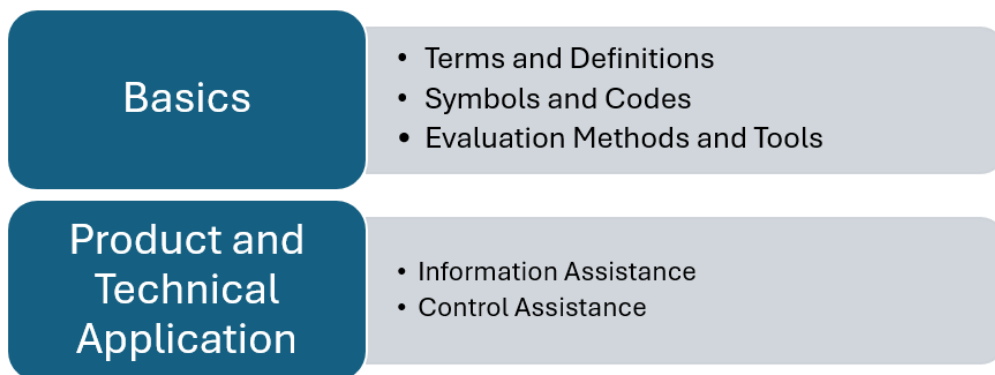 Basics
• Terms and Definitions
• Symbols and Codes
• Evaluation Methods and Tools
Product and
Technical
Application
• Information Assistance
• Control Assistance